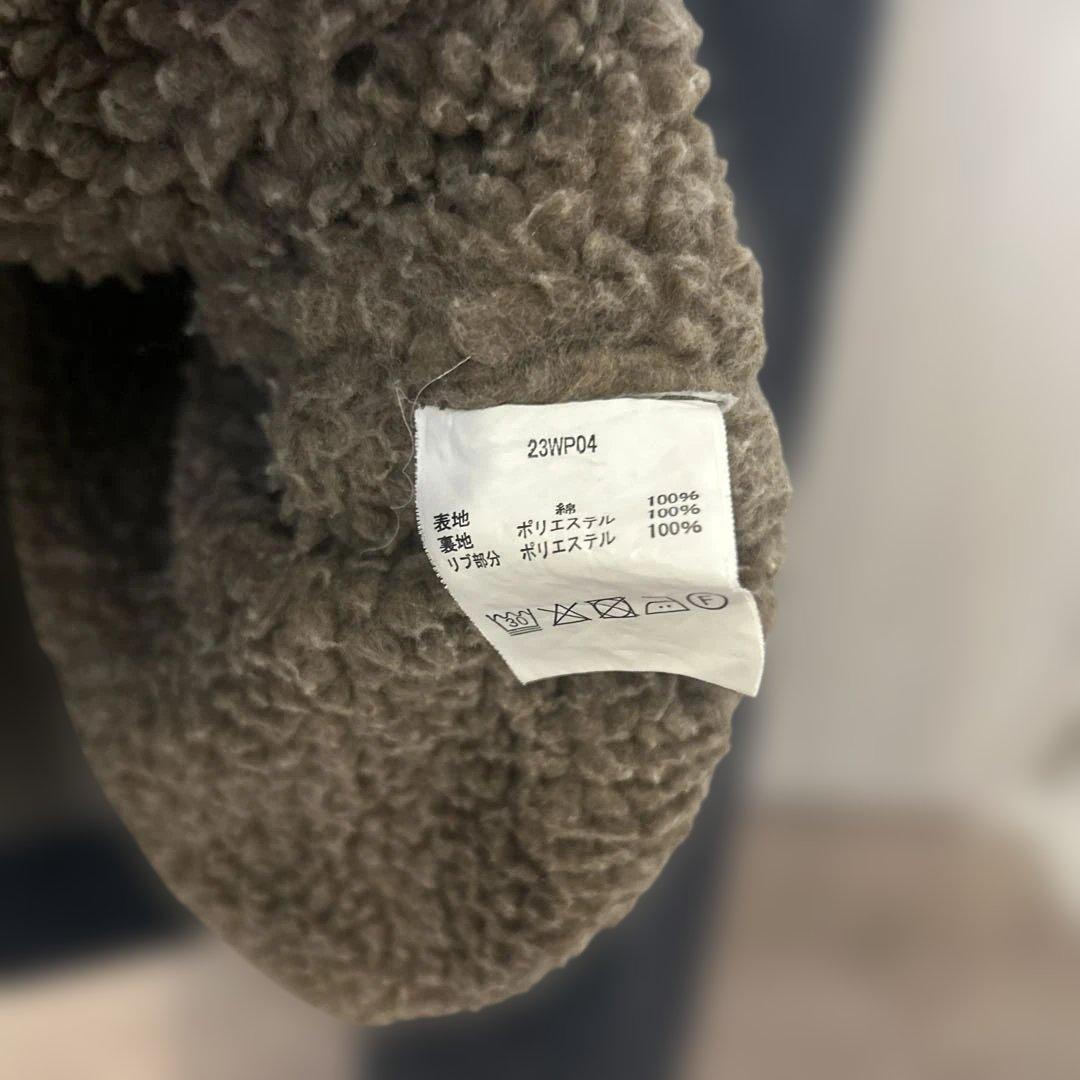 23WP04
表地 綿 100%
裏地 ポリエステル 100%
リブ部分 ポリエステル 100%
30 F